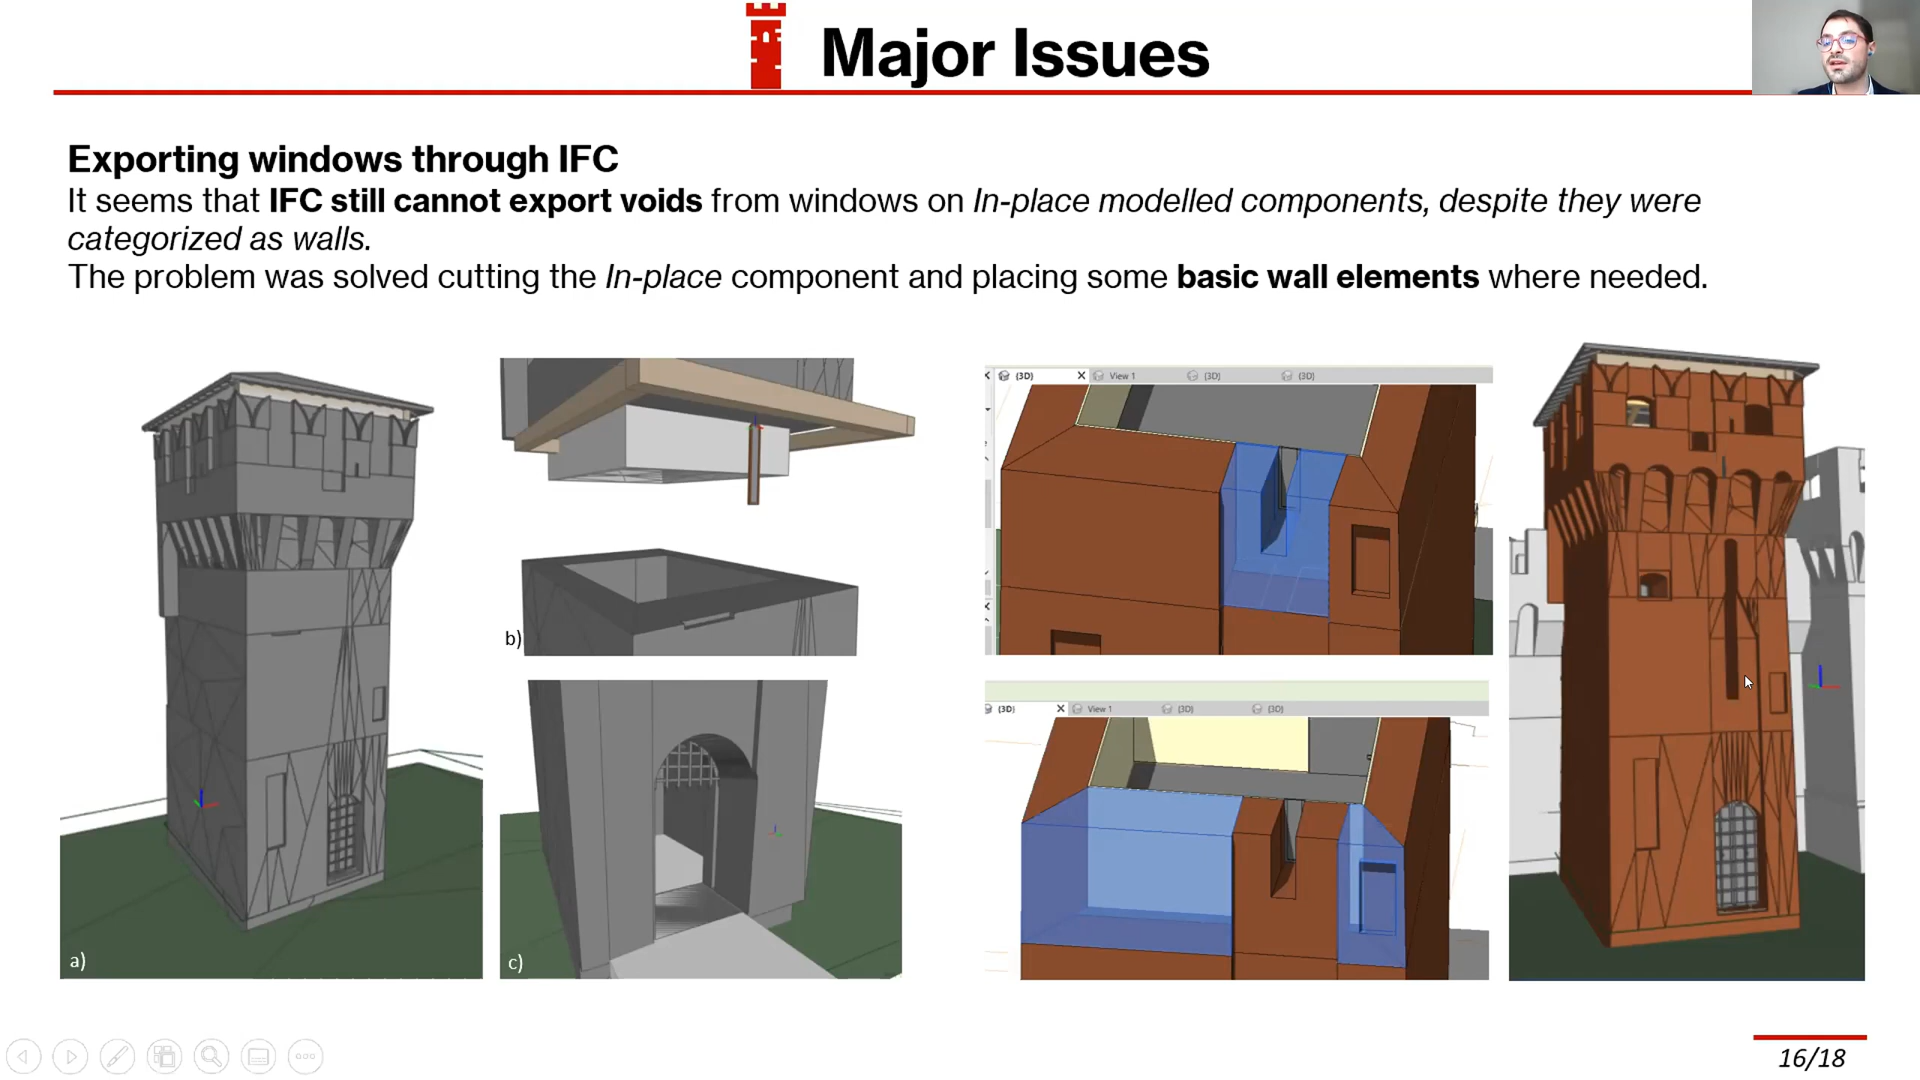 Major Issues
Exporting windows through IFC
It seems that IFC still cannot export voids from windows on In-place modelled components, despite they were
categorized as walls.
The problem was solved cutting the In-place component and placing some basic wall elements where needed.
(3D) View 1 (3D) (3D)
b)
(3D) View 1 (3D) (3D)
a)
c)
16/18